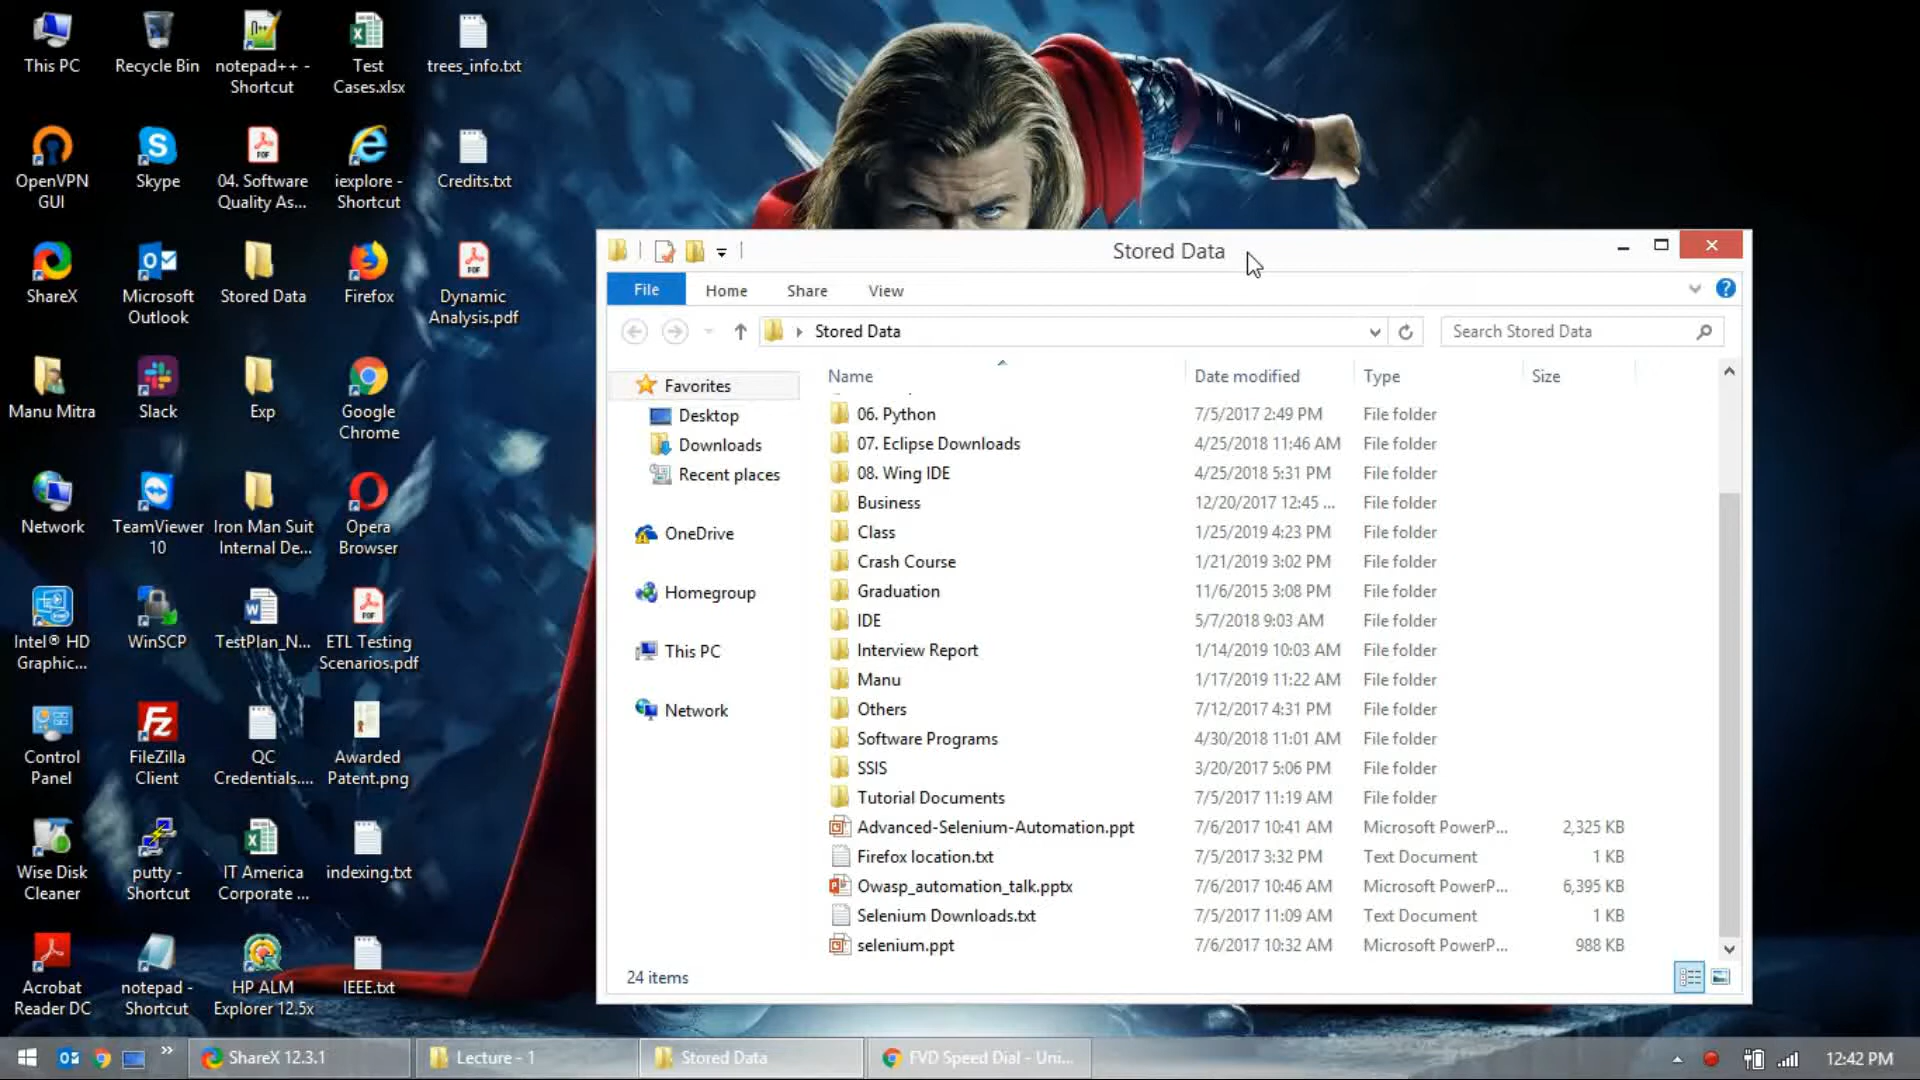 This PC
Recycle Bin
notepad++ -
Shortcut
Test
Cases.xlsx
trees_info.txt
OpenVPN
GUI
Skype
04. Software
Quality As...
iexplore -
Shortcut
Credits.txt
ShareX
Microsoft
Outlook
Stored Data
Firefox
Dynamic
Analysis.pdf
Manu Mitra
Slack
Exp
Google
Chrome
Network
TeamViewer
10
Iron Man Suit
Internal De...
Opera
Browser
Intel® HD
Graphic...
WinSCP
TestPlan_N...
ETL Testing
Scenarios.pdf
Control
Panel
FileZilla
Client
QC
Credentials....
Awarded
Patent.png
Wise Disk
Cleaner
putty -
Shortcut
IT America
Corporate ...
indexing.txt
Acrobat
Reader DC
notepad -
Shortcut
HP ALM
Explorer 12.5x
IEEE.txt
Stored Data
File Home Share View
Stored Data
Search Stored Data
Favorites
Desktop
Downloads
Recent places
OneDrive
Homegroup
This PC
Network
Name Date modified Type Size
06. Python 7/5/2017 2:49 PM File folder
07. Eclipse Downloads 4/25/2018 11:46 AM File folder
08. Wing IDE 4/25/2018 5:31 PM File folder
Business 12/20/2017 12:45 ... File folder
Class 1/25/2019 4:23 PM File folder
Crash Course 1/21/2019 3:02 PM File folder
Graduation 11/6/2015 3:08 PM File folder
IDE 5/7/2018 9:03 AM File folder
Interview Report 1/14/2019 10:03 AM File folder
Manu 1/17/2019 11:22 AM File folder
Others 7/12/2017 4:31 PM File folder
Software Programs 4/30/2018 11:01 AM File folder
SSIS 3/20/2017 5:06 PM File folder
Tutorial Documents 7/5/2017 11:19 AM File folder
Advanced-Selenium-Automation.ppt 7/6/2017 10:41 AM Microsoft PowerP... 2,325 KB
Firefox location.txt 7/5/2017 3:32 PM Text Document 1 KB
Owasp_automation_talk.pptx 7/6/2017 10:46 AM Microsoft PowerP... 6,395 KB
Selenium Downloads.txt 7/5/2017 11:09 AM Text Document 1 KB
selenium.ppt 7/6/2017 10:32 AM Microsoft PowerP... 988 KB
24 items
ShareX 12.3.1
Lecture - 1
Stored Data
FVD Speed Dial - Uni...
12:42 PM